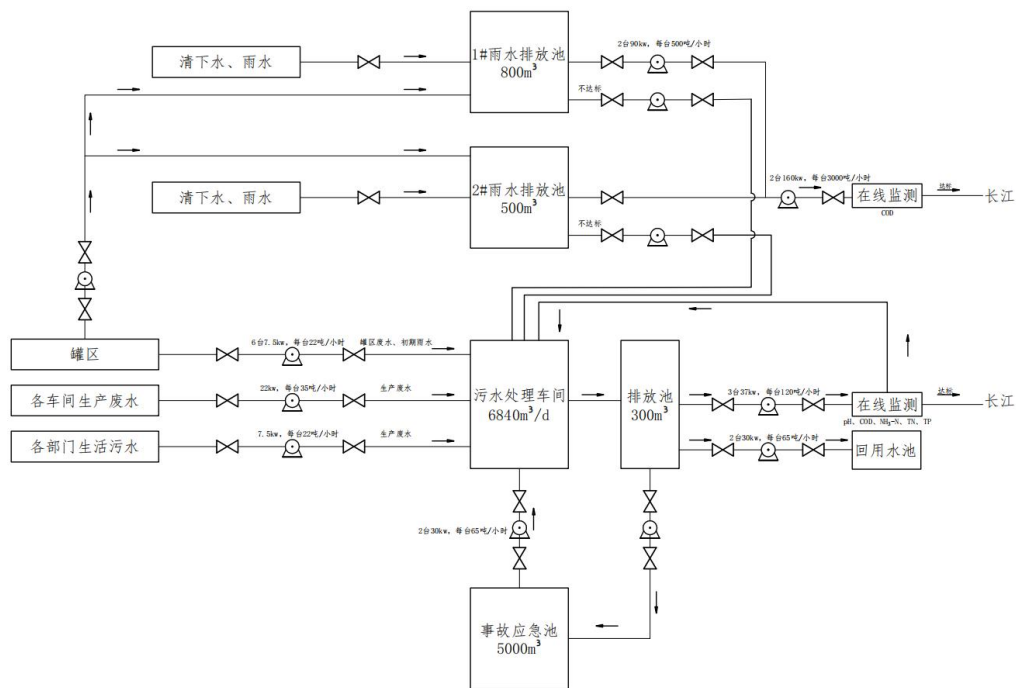 清下水、雨水
1#雨水排放池
800m³
2台90kw，每台500吨/小时
不达标
清下水、雨水
2#雨水排放池
500m³
不达标
2台160kw，每台3000吨/小时
在线监测
COD
达标
长江
罐区
6台7.5kw，每台22吨/小时
罐区废水、初期雨水
各车间生产废水
22kw，每台35吨/小时
生产废水
各部门生活污水
7.5kw，每台22吨/小时
生产废水
污水处理车间
6840m³/d
排放池
300m³
3台37kw，每台120吨/小时
在线监测
pH、COD、NH₃-N、TN、TP
达标
长江
2台30kw，每台65吨/小时
回用水池
2台30kw，每台65吨/小时
事故应急池
5000m³